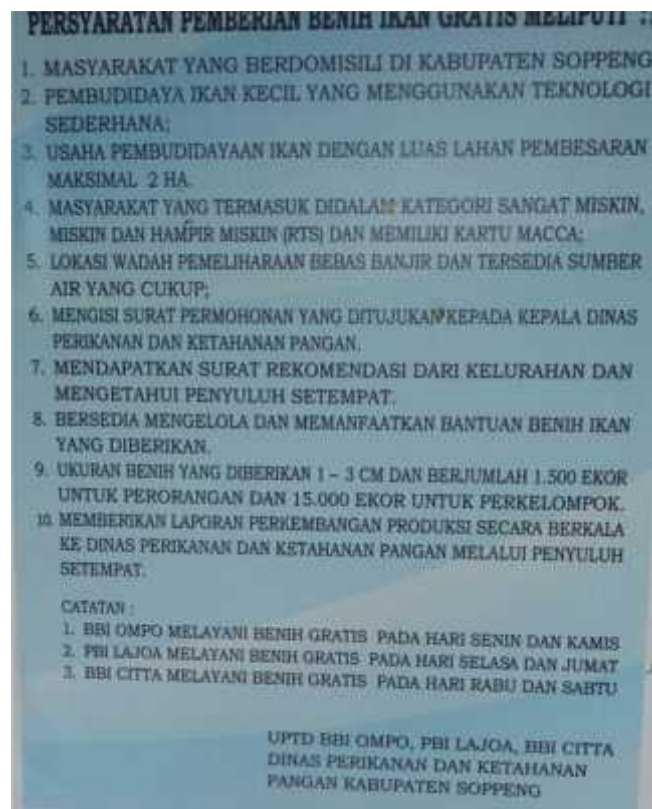 PERSYARATAN PEMBERIAN BENIH IKAN GRATIS MELIPUTI :
1. MASYARAKAT YANG BERDOMISILI DI KABUPATEN SOPPENG
2. PEMBUDIDAYA IKAN KECIL YANG MENGGUNAKAN TEKNOLOGI
SEDERHANA;
3. USAHA PEMBUDIDAYAAN IKAN DENGAN LUAS LAHAN PEMBESARAN
MAKSIMAL 2 HA.
4. MASYARAKAT YANG TERMASUK DIDALAM KATEGORI SANGAT MISKIN,
MISKIN DAN HAMPIR MISKIN (RTS) DAN MEMILIKI KARTU MACCA;
5. LOKASI WADAH PEMELIHARAAN BEBAS BANJIR DAN TERSEDIA SUMBER
AIR YANG CUKUP;
6. MENGISI SURAT PERMOHONAN YANG DITUJUKAN KEPADA KEPALA DINAS
PERIKANAN DAN KETAHANAN PANGAN.
7. MENDAPATKAN SURAT REKOMENDASI DARI KELURAHAN DAN
MENGETAHUI PENYULUH SETEMPAT.
8. BERSEDIA MENGELOLA DAN MEMANFAATKAN BANTUAN BENIH IKAN
YANG DIBERIKAN.
9. UKURAN BENIH YANG DIBERIKAN 1 – 3 CM DAN BERJUMLAH 1.500 EKOR
UNTUK PERORANGAN DAN 15.000 EKOR UNTUK PERKELOMPOK.
10. MEMBERIKAN LAPORAN PERKEMBANGAN PRODUKSI SECARA BERKALA
KE DINAS PERIKANAN DAN KETAHANAN PANGAN MELALUI PENYULUH
SETEMPAT.
CATATAN :
1. BBI OMPO MELAYANI BENIH GRATIS PADA HARI SENIN DAN KAMIS
2. PBI LAJOA MELAYANI BENIH GRATIS PADA HARI SELASA DAN JUMAT
3. BBI CITTA MELAYANI BENIH GRATIS PADA HARI RABU DAN SABTU
UPTD BBI OMPO, PBI LAJOA, BBI CITTA
DINAS PERIKANAN DAN KETAHANAN
PANGAN KABUPATEN SOPPENG